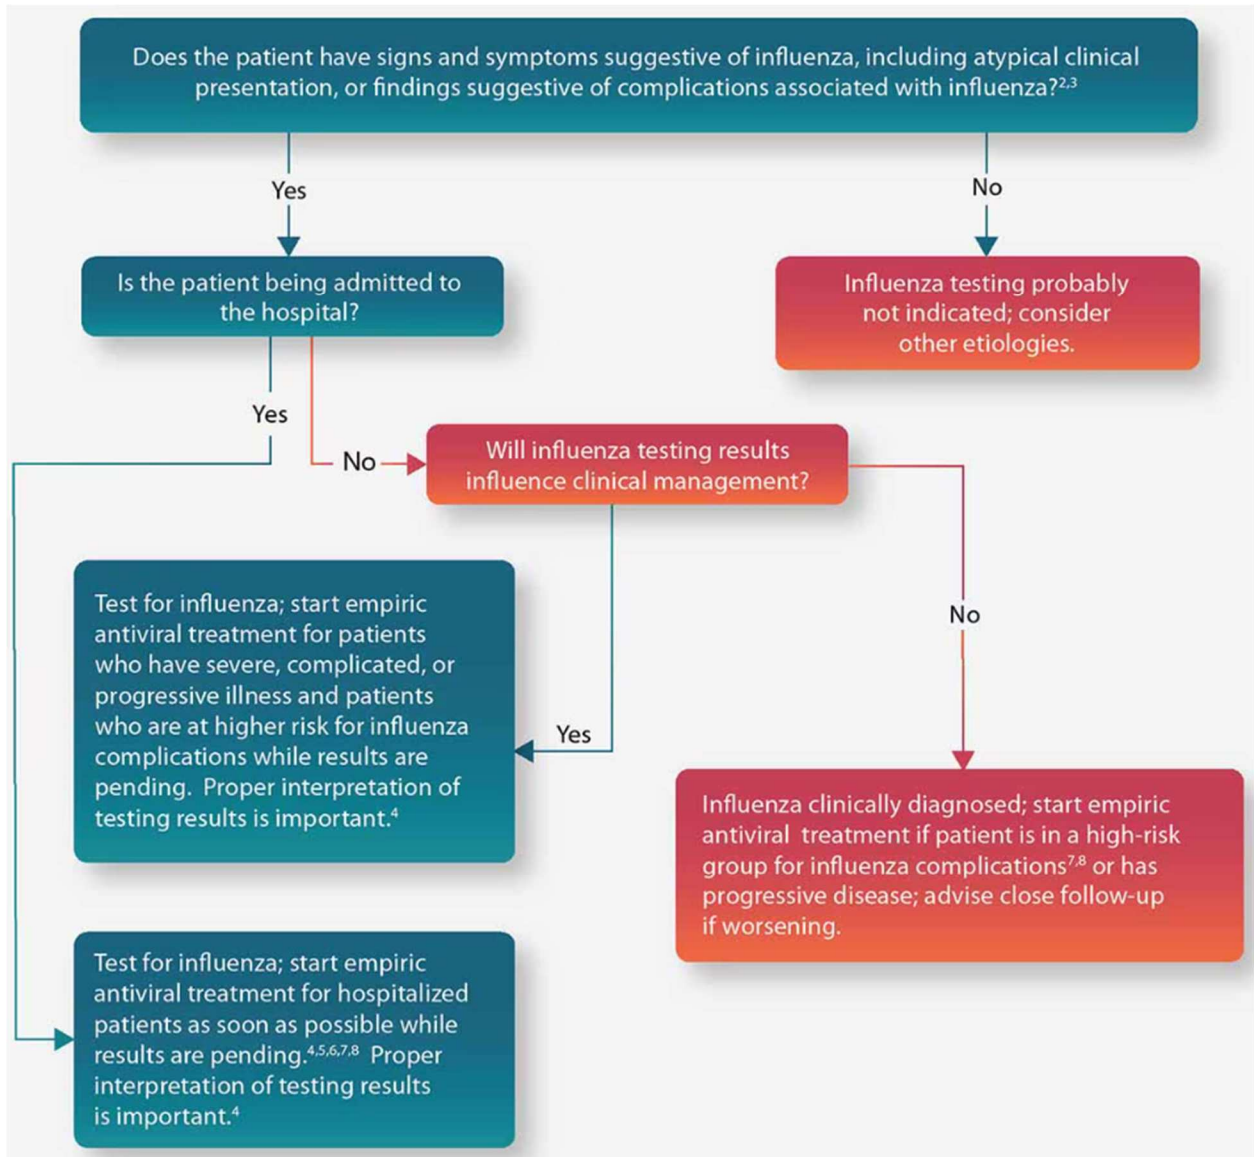 Does the patient have signs and symptoms suggestive of influenza, including atypical clinical
presentation, or findings suggestive of complications associated with influenza?2,3
Yes
No
Is the patient being admitted to
the hospital?
Influenza testing probably
not indicated; consider
other etiologies.
Yes
No
Will influenza testing results
influence clinical management?
Test for influenza; start empiric
antiviral treatment for patients
who have severe, complicated, or
progressive illness and patients
who are at higher risk for influenza
complications while results are
pending.  Proper interpretation of
testing results is important.4
Yes
No
Influenza clinically diagnosed; start empiric
antiviral  treatment if patient is in a high-risk
group for influenza complications7,8 or has
progressive disease; advise close follow-up
if worsening.
Test for influenza; start empiric
antiviral treatment for hospitalized
patients as soon as possible while
results are pending.4,5,6,7,8  Proper
interpretation of testing results
is important.4